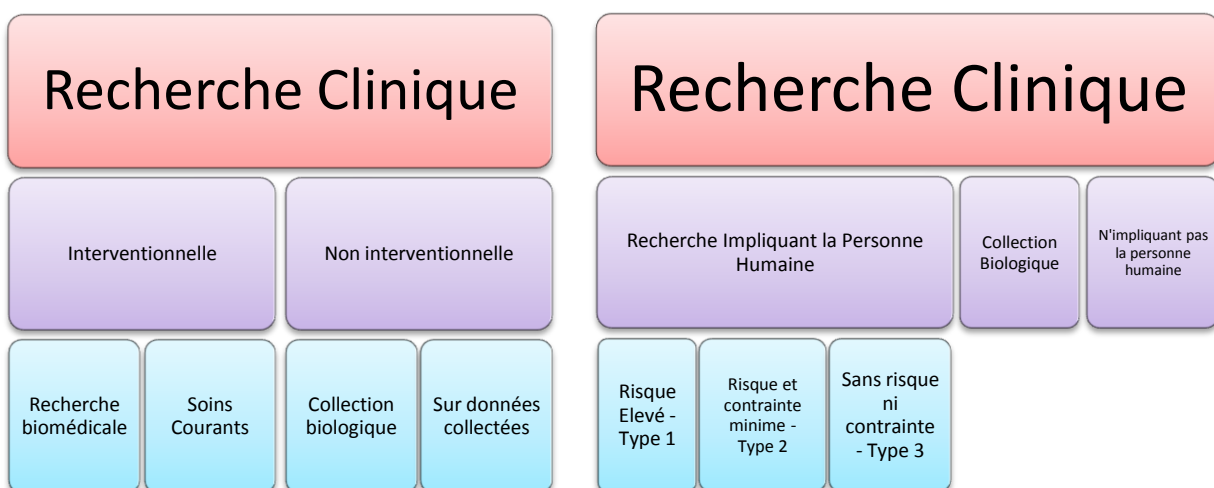 Recherche Clinique
Interventionnelle
Non interventionnelle
Recherche
biomédicale
Soins
Courants
Collection
biologique
Sur données
collectées
Recherche Clinique
Recherche Impliquant la Personne
Humaine
Collection
Biologique
N'impliquant pas
la personne
humaine
Risque
Elevé -
Type 1
Risque et
contrainte
minime -
Type 2
Sans risque
ni
contrainte
- Type 3